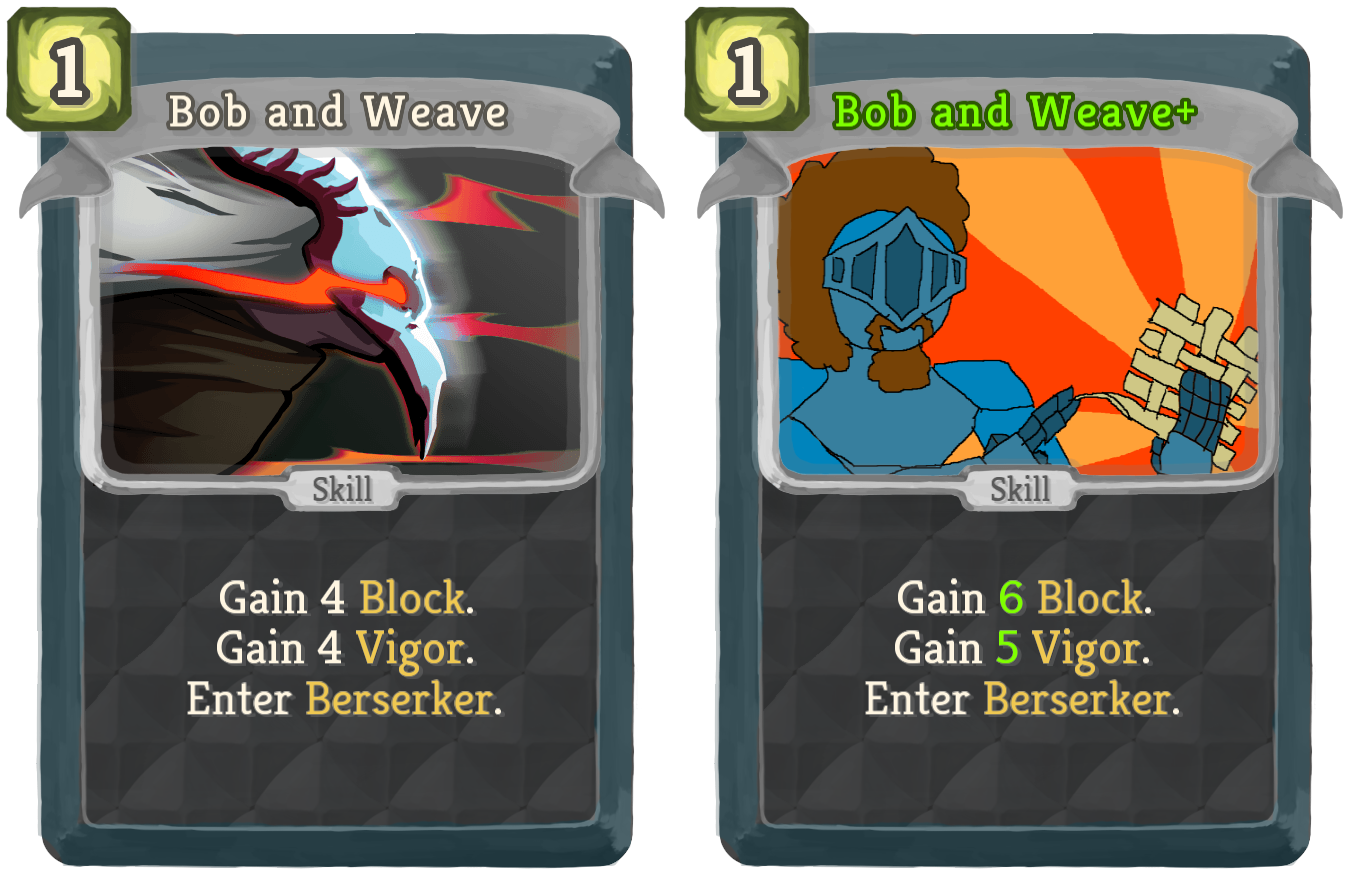 1
Bob and Weave
Skill
Gain 4 Block.
Gain 4 Vigor.
Enter Berserker.
1
Bob and Weave+
Skill
Gain 6 Block.
Gain 5 Vigor.
Enter Berserker.